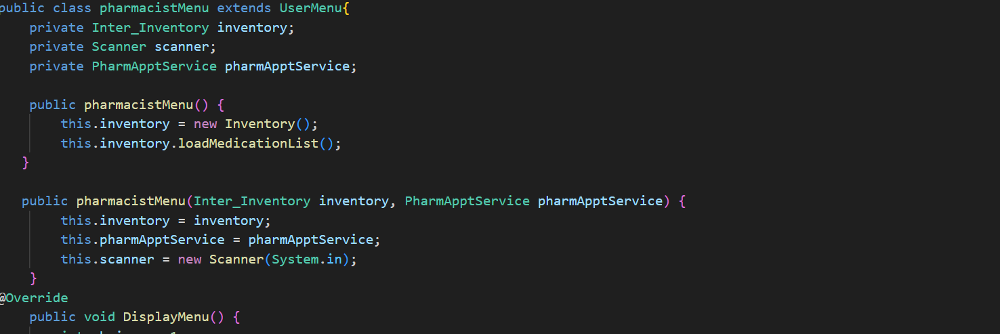 public class pharmacistMenu extends UserMenu{
private Inter_Inventory inventory;
private Scanner scanner;
private PharmApptService pharmApptService;
public pharmacistMenu() {
this.inventory = new Inventory();
this.inventory.loadMedicationList();
}
public pharmacistMenu(Inter_Inventory inventory, PharmApptService pharmApptService) {
this.inventory = inventory;
this.pharmApptService = pharmApptService;
this.scanner = new Scanner(System.in);
}
@Override
public void DisplayMenu() {